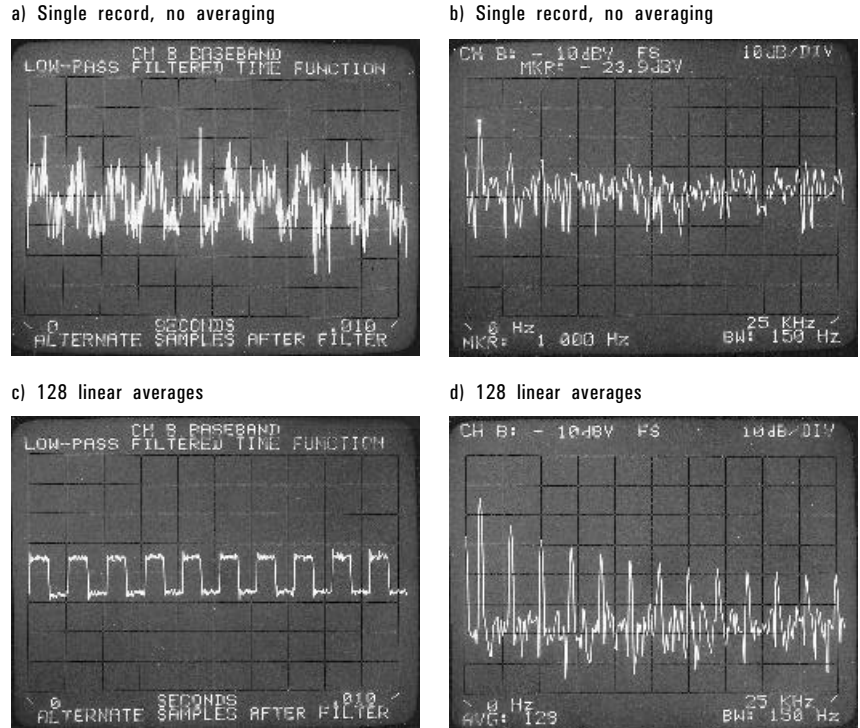 a) Single record, no averaging
CH B BASEBAND
LOW-PASS FILTERED TIME FUNCTION
0 SECONDS .010
ALTERNATE SAMPLES AFTER FILTER
b) Single record, no averaging
CH B: - 10dBV FS 10dB/DIV
MKR: - 23.9dBV
0 Hz 25 KHz
MKR: 1 000 Hz BW: 150 Hz
c) 128 linear averages
CH B BASEBAND
LOW-PASS FILTERED TIME FUNCTION
0 SECONDS .010
ALTERNATE SAMPLES AFTER FILTER
d) 128 linear averages
CH B: - 10dBV FS 10dB/DIV
0 Hz 25 KHz
AVG: 128 BW: 150 Hz